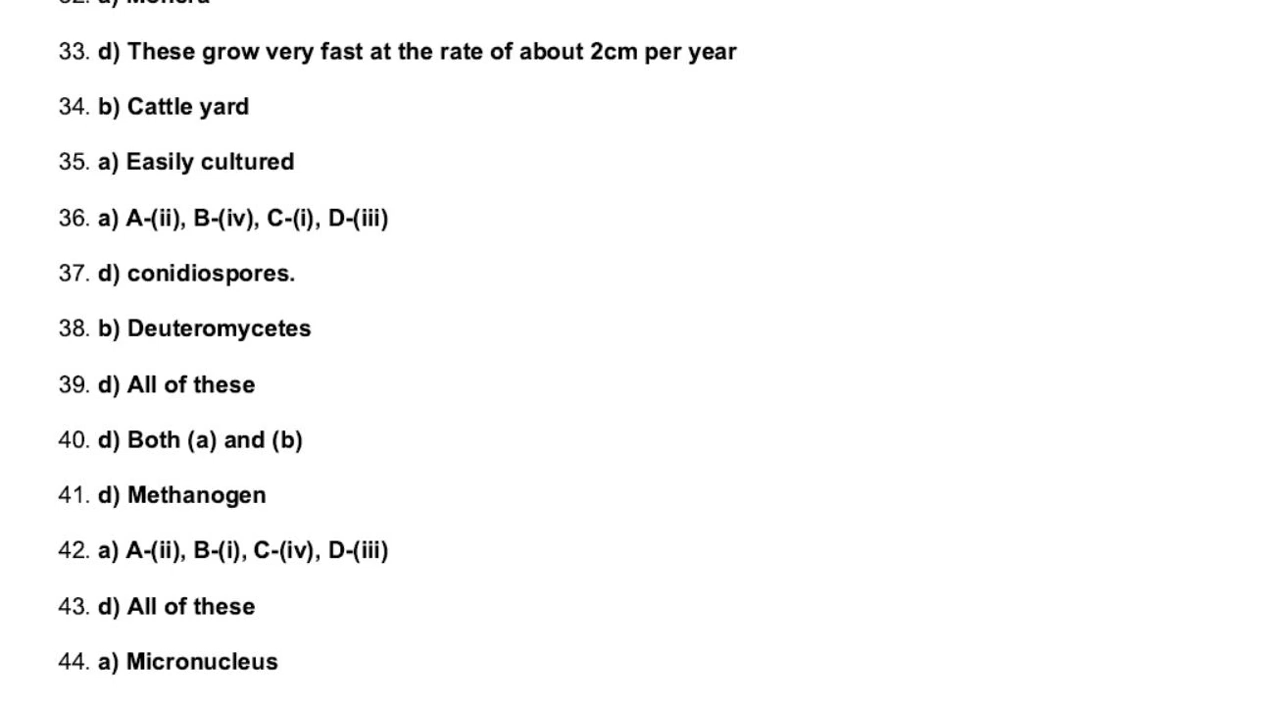 32. a) Monera
33. d) These grow very fast at the rate of about 2cm per year
34. b) Cattle yard
35. a) Easily cultured
36. a) A-(ii), B-(iv), C-(i), D-(iii)
37. d) conidiospores.
38. b) Deuteromycetes
39. d) All of these
40. d) Both (a) and (b)
41. d) Methanogen
42. a) A-(ii), B-(i), C-(iv), D-(iii)
43. d) All of these
44. a) Micronucleus